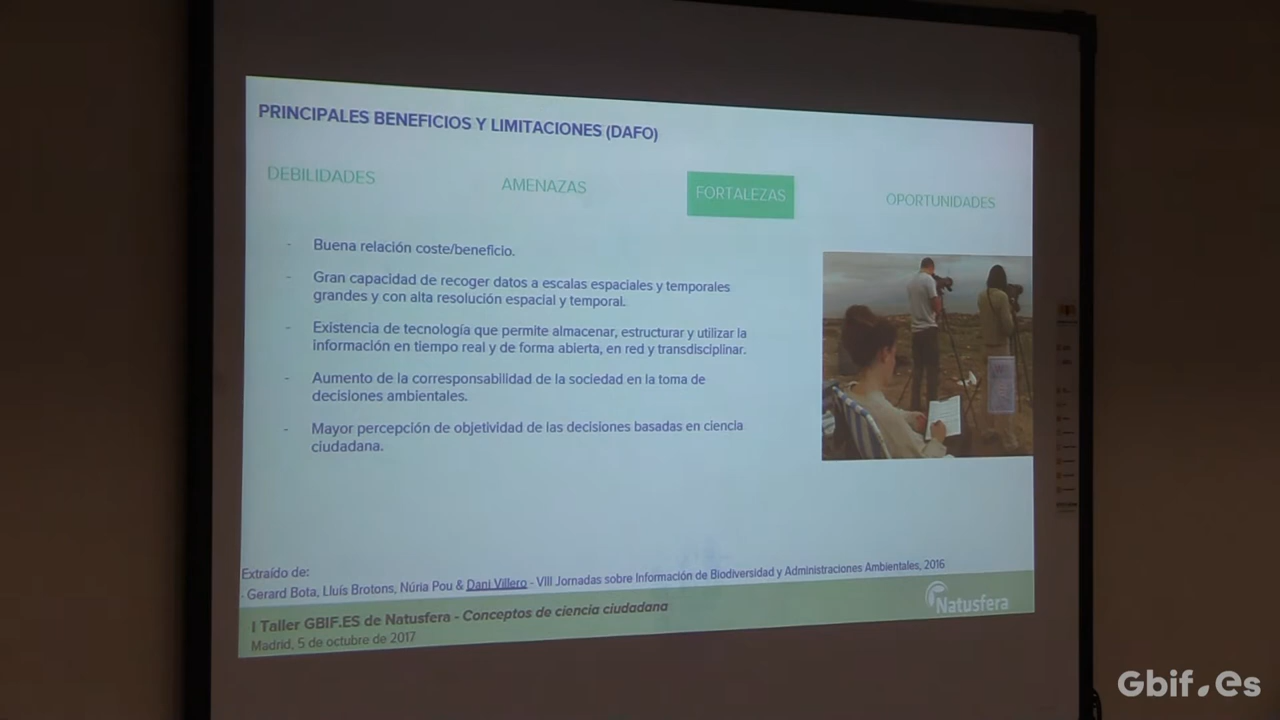 PRINCIPALES BENEFICIOS Y LIMITACIONES (DAFO)
DEBILIDADES
AMENAZAS
FORTALEZAS
OPORTUNIDADES
- Buena relación coste/beneficio.
- Gran capacidad de recoger datos a escalas espaciales y temporales
grandes y con alta resolución espacial y temporal.
- Existencia de tecnología que permite almacenar, estructurar y utilizar la
información en tiempo real y de forma abierta, en red y transdisciplinar.
- Aumento de la corresponsabilidad de la sociedad en la toma de
decisiones ambientales.
- Mayor percepción de objetividad de las decisiones basadas en ciencia
ciudadana.
Extraído de:
- Gerard Bota, Lluís Brotons, Núria Pou & Dani Villero - VIII Jornadas sobre Información de Biodiversidad y Administraciones Ambientales, 2016
I Taller GBIF.ES de Natusfera - Conceptos de ciencia ciudadana
Madrid, 5 de octubre de 2017
Natusfera
Gbif.es